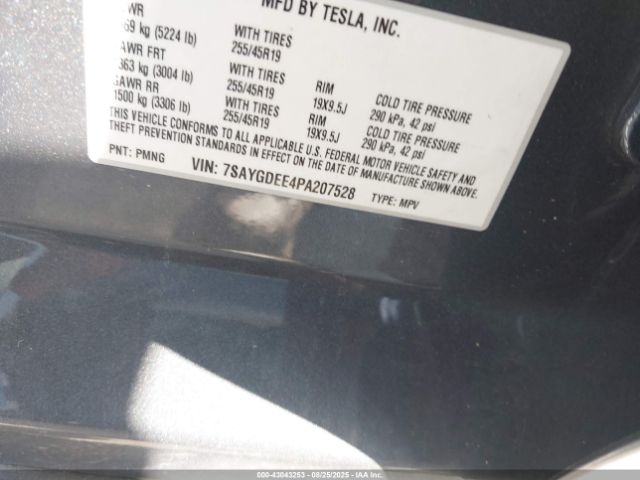 MFD BY TESLA, INC.
WR
69 kg (5224 lb) WITH TIRES 255/45R19
AWR FRT
363 kg (3004 lb) WITH TIRES 255/45R19 RIM 19X9.5J COLD TIRE PRESSURE 290 kPa, 42 psi
GAWR RR
1500 kg (3306 lb) WITH TIRES 255/45R19 RIM 19X9.5J COLD TIRE PRESSURE 290 kPa, 42 psi
THIS VEHICLE CONFORMS TO ALL APPLICABLE U.S. FEDERAL MOTOR VEHICLE SAFETY AND
THEFT PREVENTION STANDARDS IN EFFECT ON THE DATE OF MANUFACTURE SHOWN ABOVE.
PNT: PMNG VIN: 7SAYGDEE4PA207528 TYPE: MPV
000-43043253 - 08/25/2025 - IAAI.COM